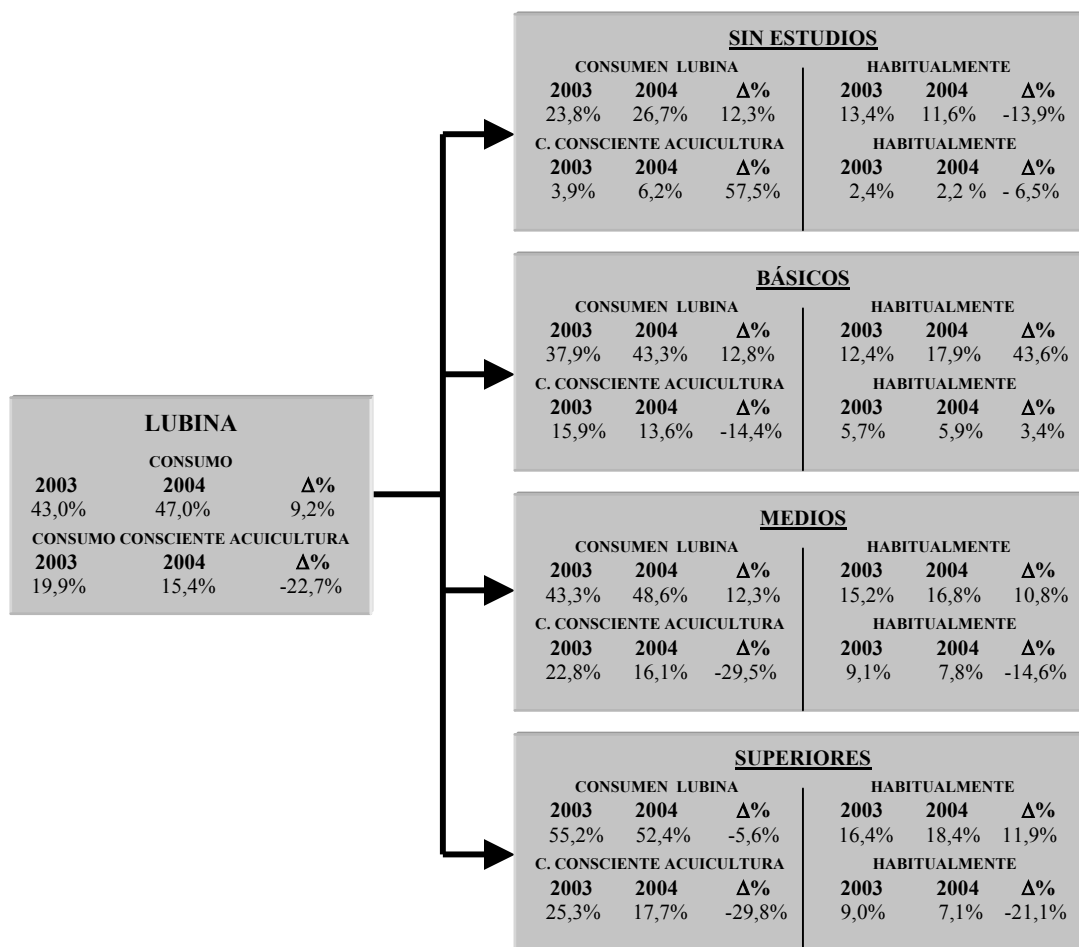 LUBINA
CONSUMO
2003 2004 Δ%
43,0% 47,0% 9,2%
CONSUMO CONSCIENTE ACUICULTURA
2003 2004 Δ%
19,9% 15,4% -22,7%
SIN ESTUDIOS
CONSUMEN LUBINA HABITUALMENTE
2003 2004 Δ% 2003 2004 Δ%
23,8% 26,7% 12,3% 13,4% 11,6% -13,9%
C. CONSCIENTE ACUICULTURA HABITUALMENTE
2003 2004 Δ% 2003 2004 Δ%
3,9% 6,2% 57,5% 2,4% 2,2 % - 6,5%
BÁSICOS
CONSUMEN LUBINA HABITUALMENTE
2003 2004 Δ% 2003 2004 Δ%
37,9% 43,3% 12,8% 12,4% 17,9% 43,6%
C. CONSCIENTE ACUICULTURA HABITUALMENTE
2003 2004 Δ% 2003 2004 Δ%
15,9% 13,6% -14,4% 5,7% 5,9% 3,4%
MEDIOS
CONSUMEN LUBINA HABITUALMENTE
2003 2004 Δ% 2003 2004 Δ%
43,3% 48,6% 12,3% 15,2% 16,8% 10,8%
C. CONSCIENTE ACUICULTURA HABITUALMENTE
2003 2004 Δ% 2003 2004 Δ%
22,8% 16,1% -29,5% 9,1% 7,8% -14,6%
SUPERIORES
CONSUMEN LUBINA HABITUALMENTE
2003 2004 Δ% 2003 2004 Δ%
55,2% 52,4% -5,6% 16,4% 18,4% 11,9%
C. CONSCIENTE ACUICULTURA HABITUALMENTE
2003 2004 Δ% 2003 2004 Δ%
25,3% 17,7% -29,8% 9,0% 7,1% -21,1%